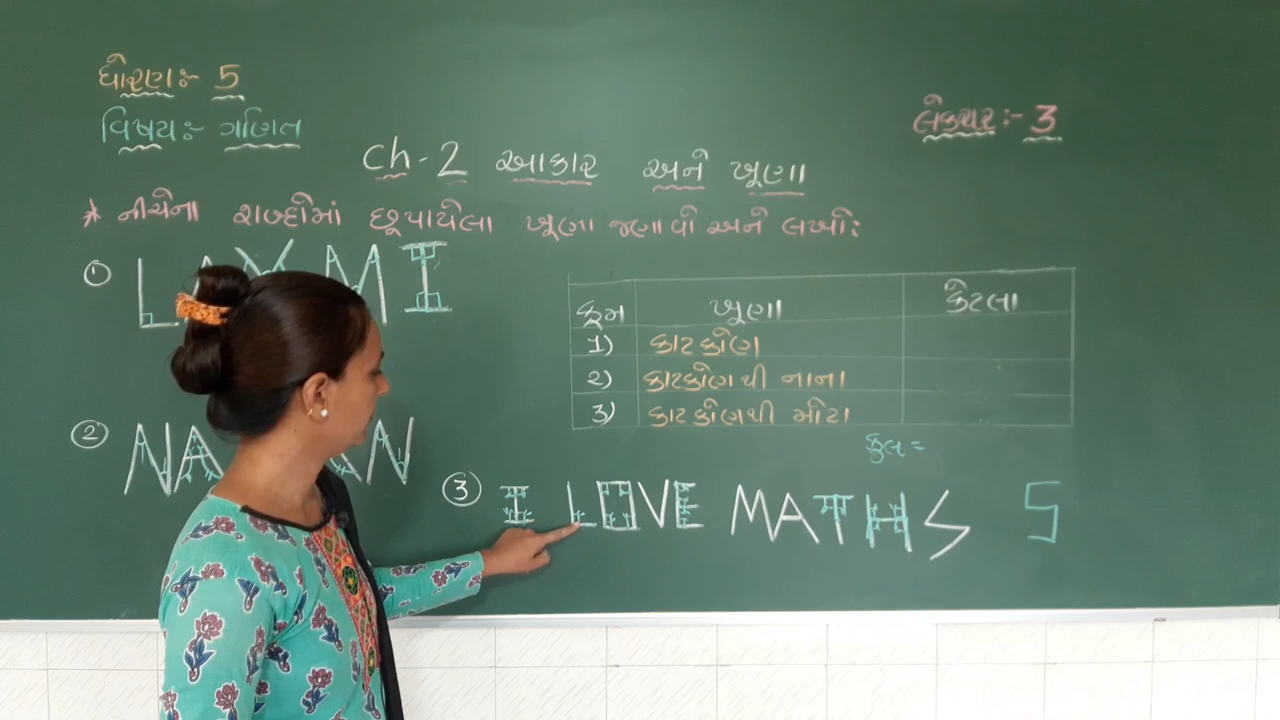 ધોરણઃ- 5
વિષયઃ- ગણિત
લેક્ચર :- 3
ch - 2 આકાર અને ખૂણા
* નીચેના શબ્દોમાં છૂપાયેલા ખૂણા જણાવો અને લખો:
① LAXMI
ક્રમ ખૂણા કેટલા
1) કાટકોણ
2) કાટકોણથી નાના
3) કાટકોણથી મોટા
કુલ =
②
③ I LOVE MATHS S